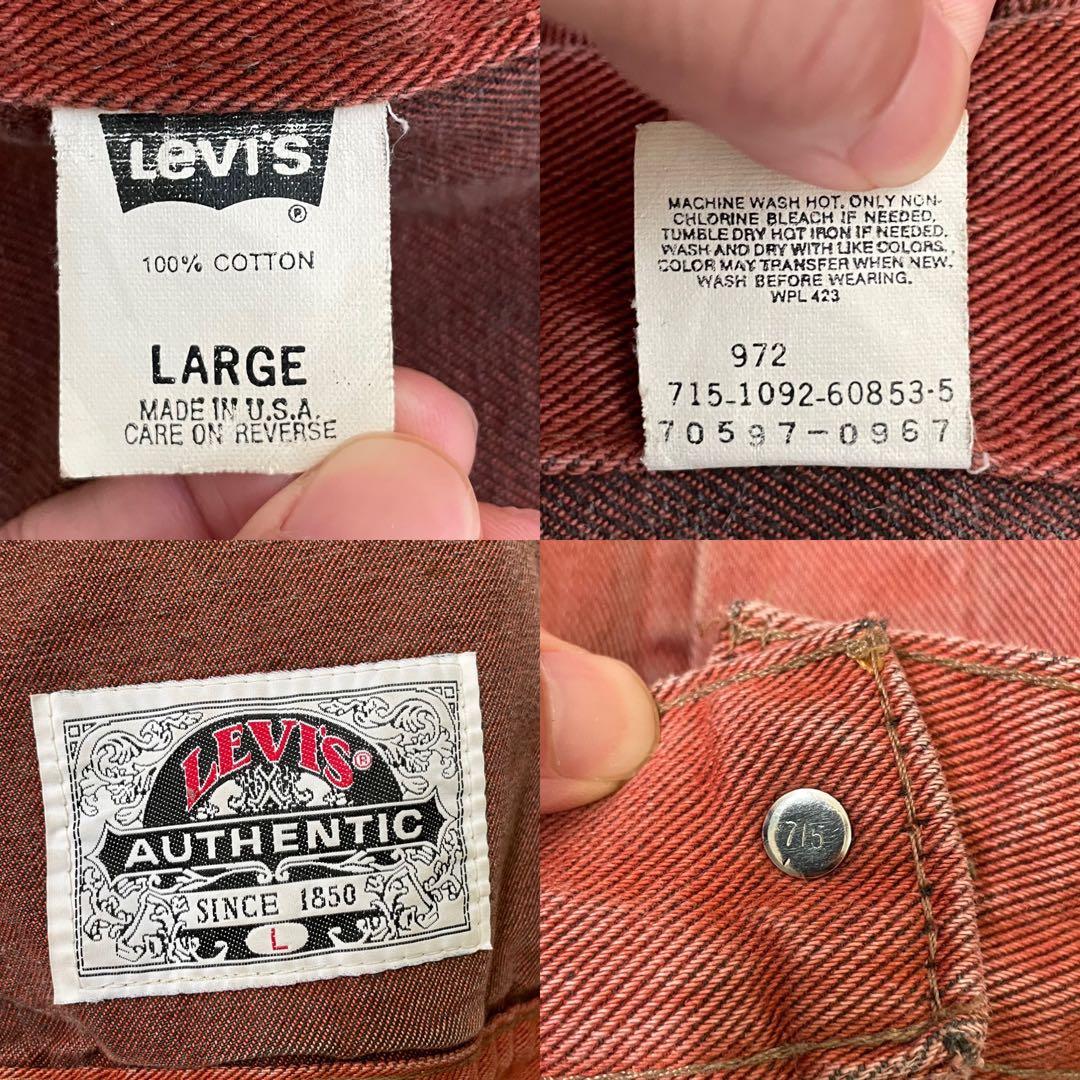 Levi's
®
100% COTTON
LARGE
MADE IN U.S.A.
CARE ON REVERSE
MACHINE WASH HOT. ONLY NON-
CHLORINE BLEACH IF NEEDED.
TUMBLE DRY HOT IRON IF NEEDED.
WASH AND DRY WITH LIKE COLORS.
COLOR MAY TRANSFER WHEN NEW.
WASH BEFORE WEARING.
WPL 423
972
715-1092-60853-5
70597-0967
LEVI'S®
AUTHENTIC
SINCE 1850
L
715